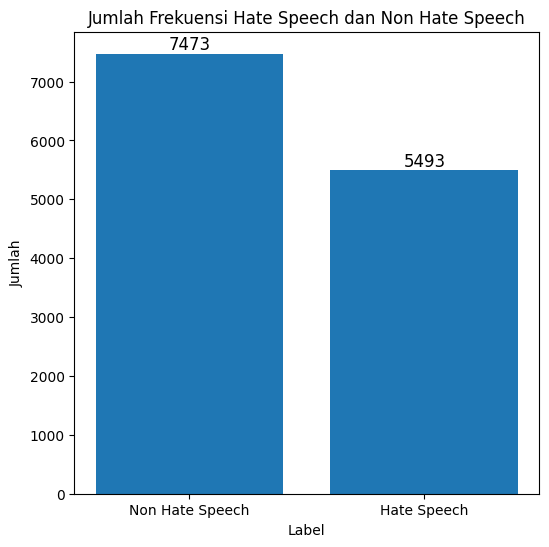 Jumlah Frekuensi Hate Speech dan Non Hate Speech
7473
5493
7000
6000
5000
4000
3000
2000
1000
0
Jumlah
Non Hate Speech
Hate Speech
Label